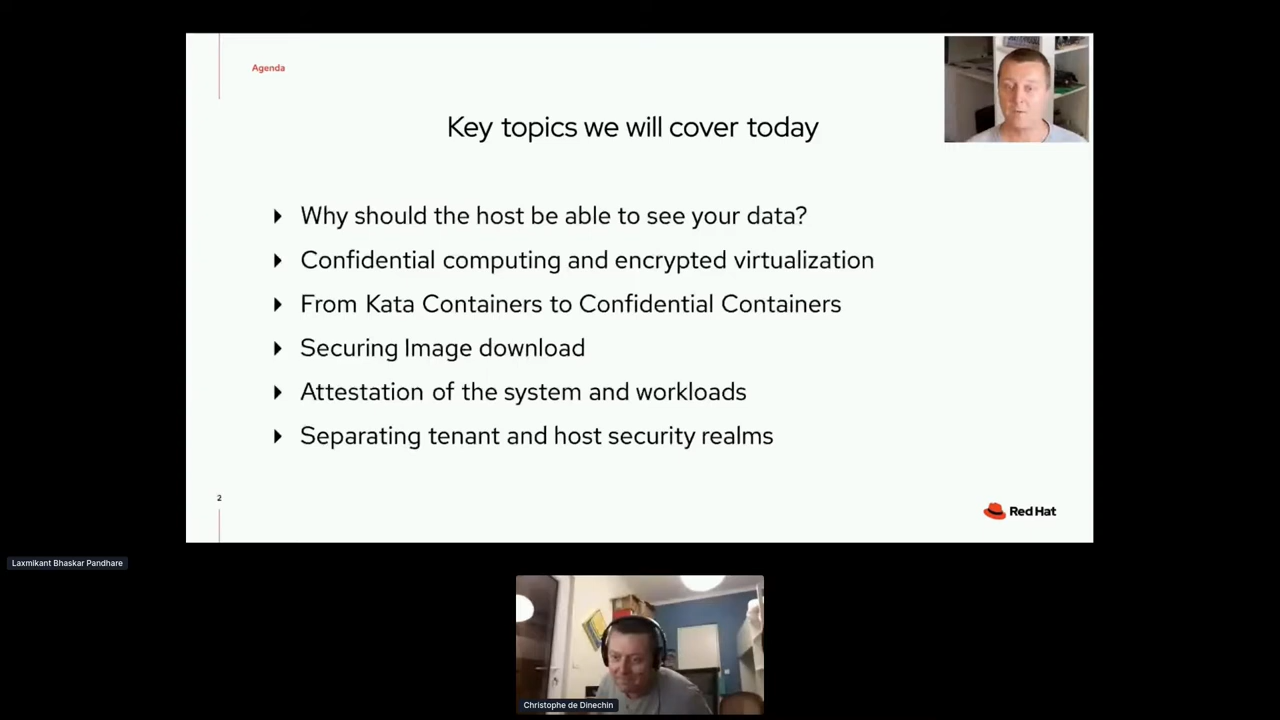 Agenda
Key topics we will cover today
Why should the host be able to see your data?
Confidential computing and encrypted virtualization
From Kata Containers to Confidential Containers
Securing Image download
Attestation of the system and workloads
Separating tenant and host security realms
2
Red Hat
Laxmikant Bhaskar Pandhare
Christophe de Dinechin